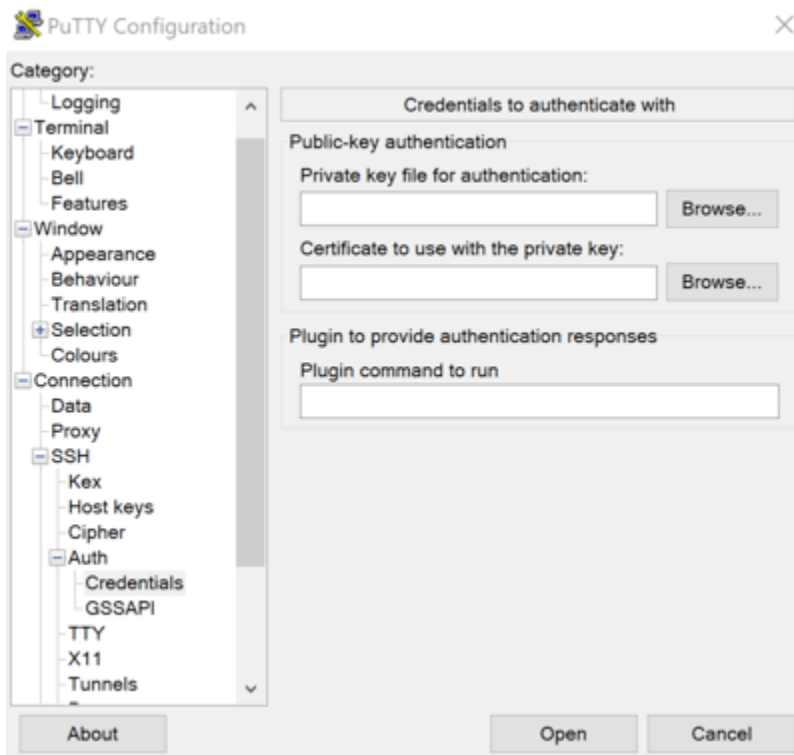 PuTTY Configuration
Category:
Logging
Terminal
Keyboard
Bell
Features
Window
Appearance
Behaviour
Translation
Selection
Colours
Connection
Data
Proxy
SSH
Kex
Host keys
Cipher
Auth
Credentials
GSSAPI
TTY
X11
Tunnels
Credentials to authenticate with
Public-key authentication
Private key file for authentication:
Browse...
Certificate to use with the private key:
Browse...
Plugin to provide authentication responses
Plugin command to run
About
Open
Cancel